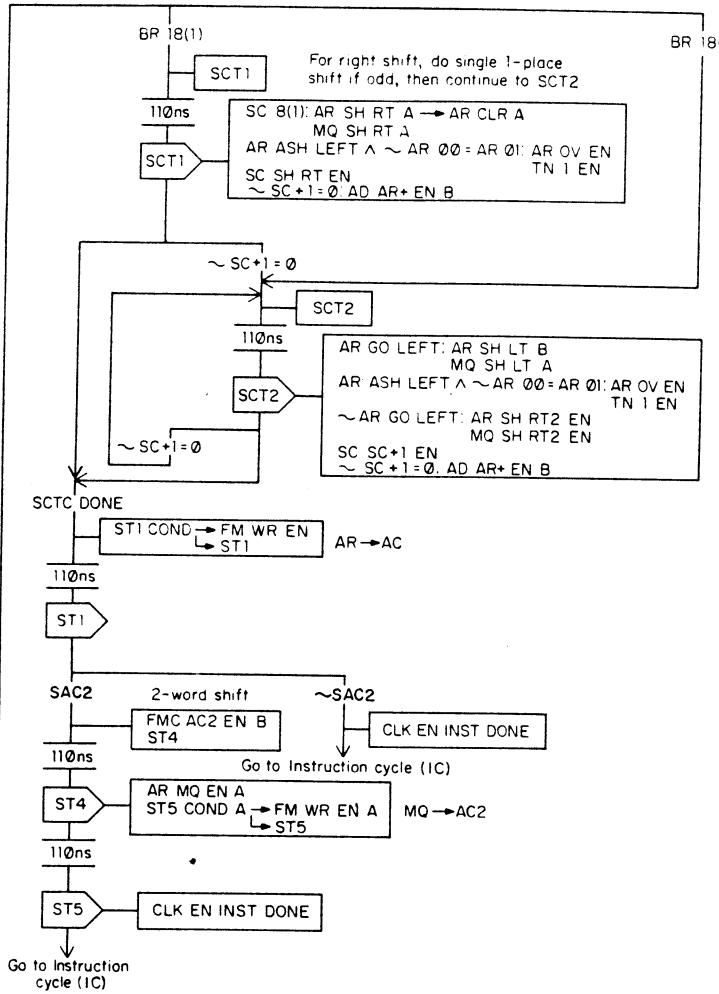 BR 18(1)
BR 18
SCT1
For right shift, do single 1-place
shift if odd, then continue to SCT2
110ns
SCT1
SC 8(1): AR SH RT A → AR CLR A
MQ SH RT A
AR ASH LEFT ∧ ~ AR 00 = AR 01: AR OV EN
TN 1 EN
SC SH RT EN
~ SC+1=0: AD AR+ EN B
~ SC+1=0
SCT2
110ns
SCT2
AR GO LEFT: AR SH LT B
MQ SH LT A
AR ASH LEFT ∧ ~ AR 00 = AR 01: AR OV EN
TN 1 EN
~ AR GO LEFT: AR SH RT2 EN
MQ SH RT2 EN
SC SC+1 EN
~ SC+1=0. AD AR+ EN B
~ SC+1=0
SCTC DONE
ST1 COND → FM WR EN
↳ ST1
AR → AC
110ns
ST1
SAC2
2-word shift
~SAC2
FMC AC2 EN B
ST4
CLK EN INST DONE
110ns
Go to Instruction cycle (IC)
ST4
AR MQ EN A
ST5 COND A → FM WR EN A
↳ ST5
MQ → AC2
110ns
ST5
CLK EN INST DONE
Go to Instruction
cycle (IC)